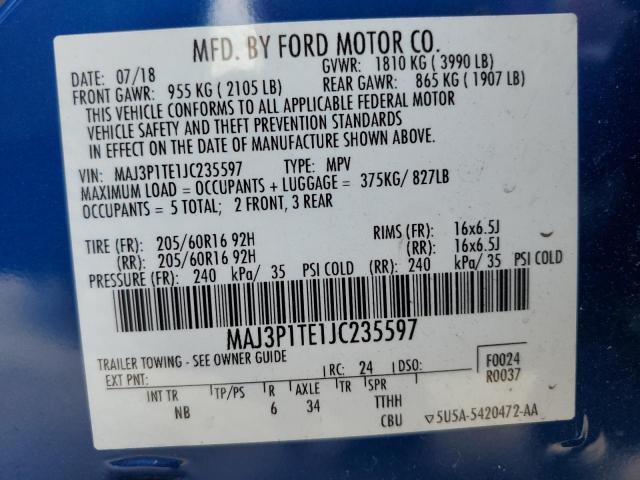 MFD. BY FORD MOTOR CO.
DATE: 07/18 GVWR: 1810 KG ( 3990 LB)
FRONT GAWR: 955 KG ( 2105 LB) REAR GAWR: 865 KG ( 1907 LB)
THIS VEHICLE CONFORMS TO ALL APPLICABLE FEDERAL MOTOR
VEHICLE SAFETY AND THEFT PREVENTION STANDARDS
IN EFFECT ON THE DATE OF MANUFACTURE SHOWN ABOVE.
VIN: MAJ3P1TE1JC235597 TYPE: MPV
MAXIMUM LOAD = OCCUPANTS + LUGGAGE = 375KG/ 827LB
OCCUPANTS = 5 TOTAL; 2 FRONT, 3 REAR
TIRE (FR): 205/60R16 92H RIMS (FR): 16x6.5J
(RR): 205/60R16 92H (RR): 16x6.5J
PRESSURE (FR): 240 kPa/ 35 PSI COLD (RR): 240 kPa/ 35 PSI COLD
MAJ3P1TE1JC235597
TRAILER TOWING - SEE OWNER GUIDE
EXT PNT: RC: 24 DSO: F0024
R0037
INT TR TP/PS R AXLE TR SPR
NB 6 34 TTHH
CBU ▽5U5A-5420472-AA